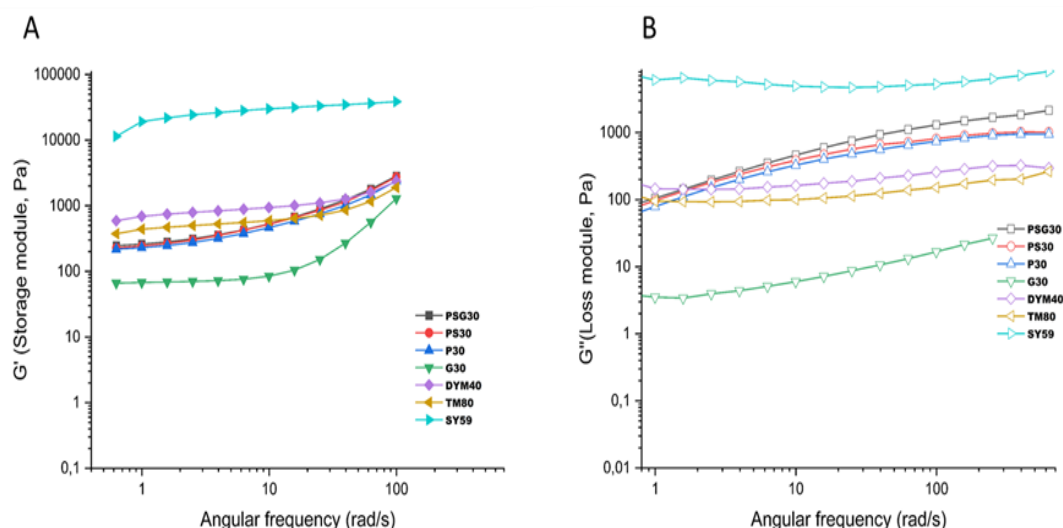 A
G' (Storage module, Pa)
100000
10000
1000
100
10
1
0,1
1
10
100
Angular frequency (rad/s)
PSG30
PS30
P30
G30
DYM40
TM80
SY59
B
G"(Loss module, Pa)
1000
100
10
1
0,1
0,01
1
10
100
Angular frequency (rad/s)
PSG30
PS30
P30
G30
DYM40
TM80
SY59